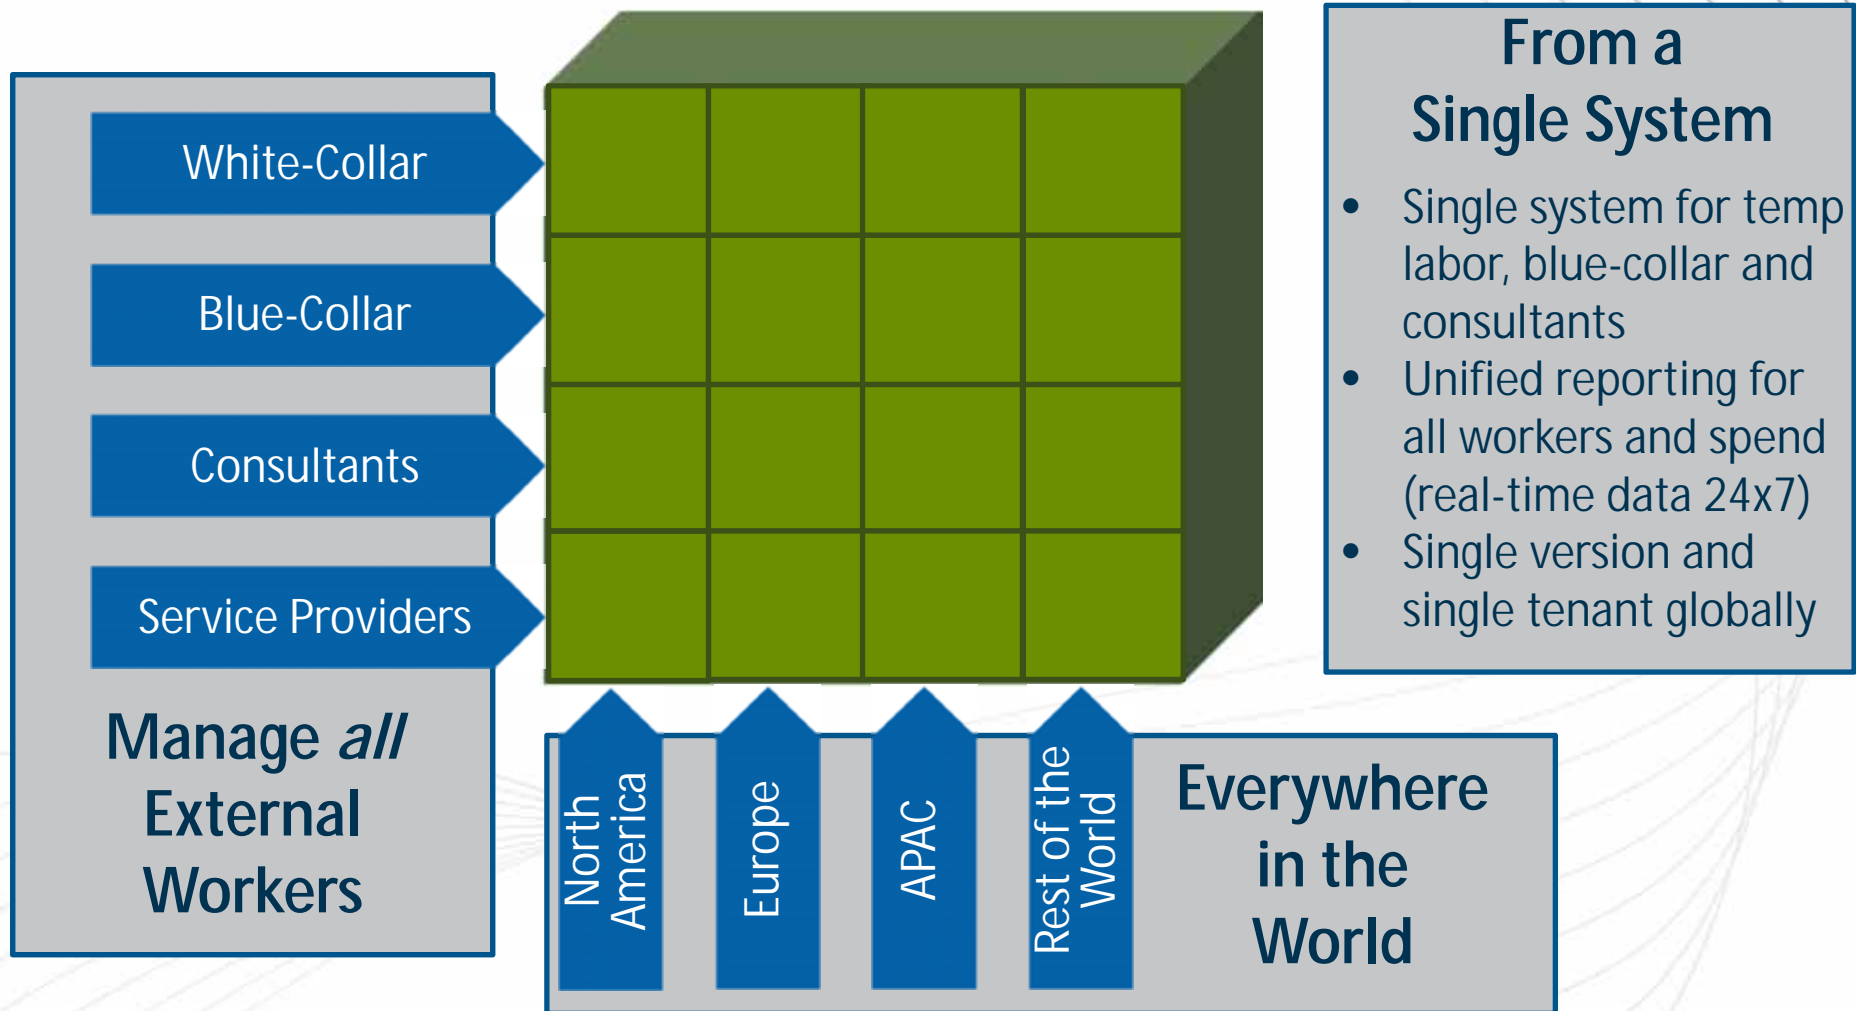 White-Collar
Blue-Collar
Consultants
Service Providers
Manage all
External
Workers
North
America
Europe
APAC
Rest of the
World
Everywhere
in the
World
From a
Single System
• Single system for temp
labor, blue-collar and
consultants
• Unified reporting for
all workers and spend
(real-time data 24x7)
• Single version and
single tenant globally